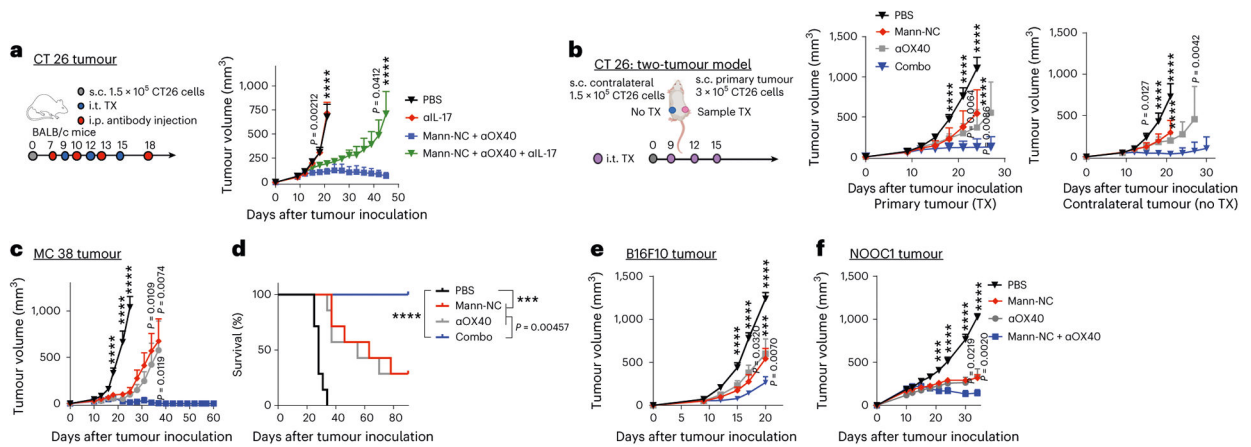 a
CT 26 tumour
s.c. 1.5 × 10⁵ CT26 cells
i.t. TX
i.p. antibody injection
BALB/c mice
0 7 9 10 12 13 15 18
Tumour volume (mm³)
1,000
750
500
250
0
0 10 20 30 40 50
Days after tumour inoculation
P = 0.00212
****
P = 0.0412
****
PBS
αIL-17
Mann-NC + αOX40
Mann-NC + αOX40 + αIL-17
b
CT 26: two-tumour model
s.c. contralateral
1.5 × 10⁵ CT26 cells
s.c. primary tumour
3 × 10⁵ CT26 cells
No TX
Sample TX
i.t. TX
0 9 12 15
Tumour volume (mm³)
1,500
1,000
500
0
0 10 20 30
Days after tumour inoculation
Primary tumour (TX)
PBS
Mann-NC
αOX40
Combo
****
****
****
****
P = 0.0064
P = 0.0086
Tumour volume (mm³)
1,500
1,000
500
0
0 10 20 30
Days after tumour inoculation
Contralateral tumour (no TX)
P = 0.0127
****
****
****
P = 0.0042
c
MC 38 tumour
Tumour volume (mm³)
1,000
500
0
0 10 20 30 40 50 60
Days after tumour inoculation
****
****
****
P = 0.0109
P = 0.0074
P = 0.0119
d
Survival (%)
100
50
0
0 20 40 60 80
Days after tumour inoculation
PBS
Mann-NC
αOX40
Combo
****
***
P = 0.00457
e
B16F10 tumour
Tumour volume (mm³)
1,500
1,000
500
0
0 5 10 15 20
Days after tumour inoculation
****
****
****
P = 0.0320
***
P = 0.0070
f
NOOC1 tumour
Tumour volume (mm³)
1,500
1,000
500
0
0 10 20 30 40
Days after tumour inoculation
***
****
****
****
P = 0.0219
P = 0.0020
PBS
Mann-NC
αOX40
Mann-NC + αOX40